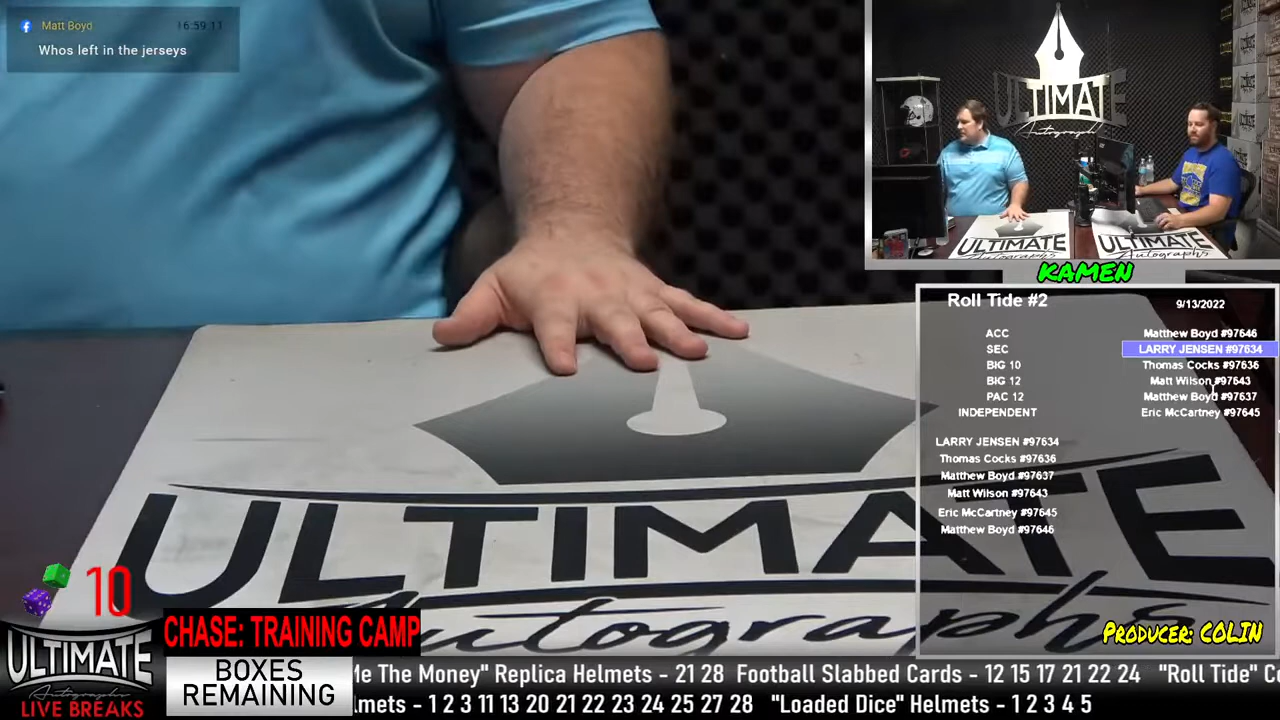 Matt Boyd 16:59:11
Whos left in the jerseys
ULTIMATE
Autographs
ULTIMATE
Autographs
ULTIMATE
Autographs
KAMEN
Roll Tide #2 9/13/2022
ACC Matthew Boyd #97646
SEC LARRY JENSEN #97634
BIG 10 Thomas Cocks #97636
BIG 12 Matt Wilson #97643
PAC 12 Matthew Boyd #97637
INDEPENDENT Eric McCartney #97645
LARRY JENSEN #97634
Thomas Cocks #97636
Matthew Boyd #97637
Matt Wilson #97643
Eric McCartney #97645
Matthew Boyd #97646
ULTIMATE
Autographs
PRODUCER: COLIN
10
CHASE: TRAINING CAMP
ULTIMATE
Autographs
LIVE BREAKS
BOXES
REMAINING
Me The Money" Replica Helmets - 21 28 Football Slabbed Cards - 12 15 17 21 22 24 "Roll Tide" Co
lmets - 1 2 3 11 13 20 21 22 23 24 25 27 28 "Loaded Dice" Helmets - 1 2 3 4 5